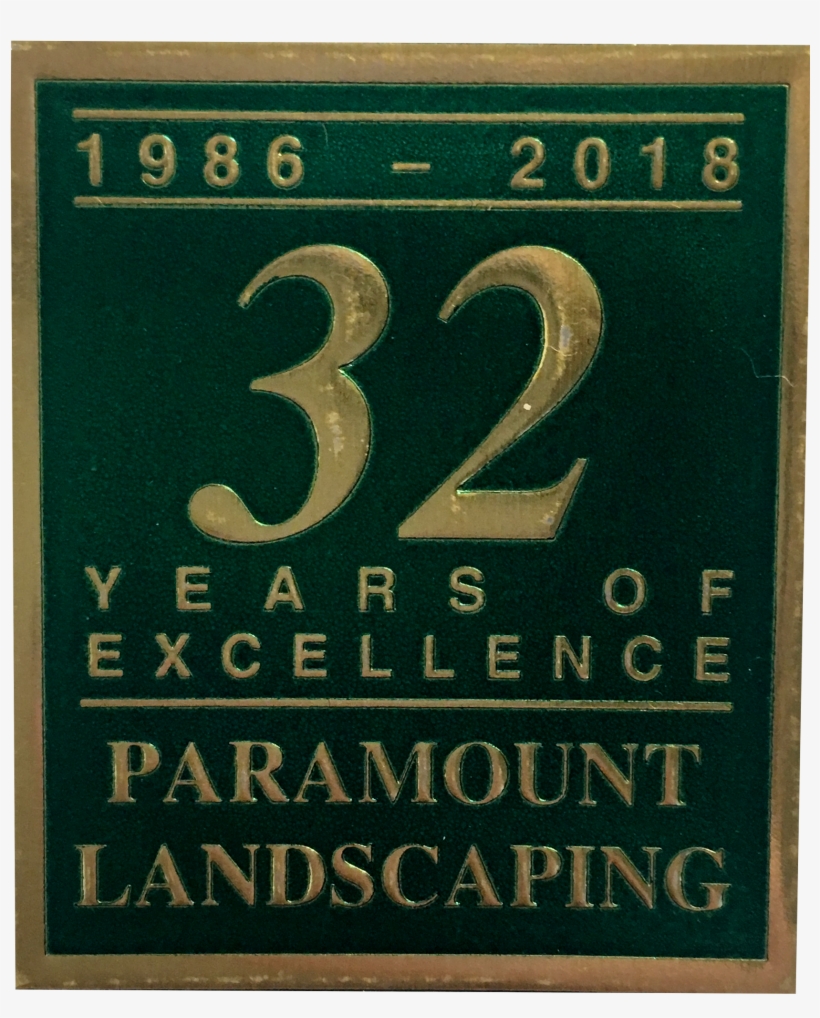 1986 - 2018
32
YEARS OF
EXCELLENCE
PARAMOUNT
LANDSCAPING